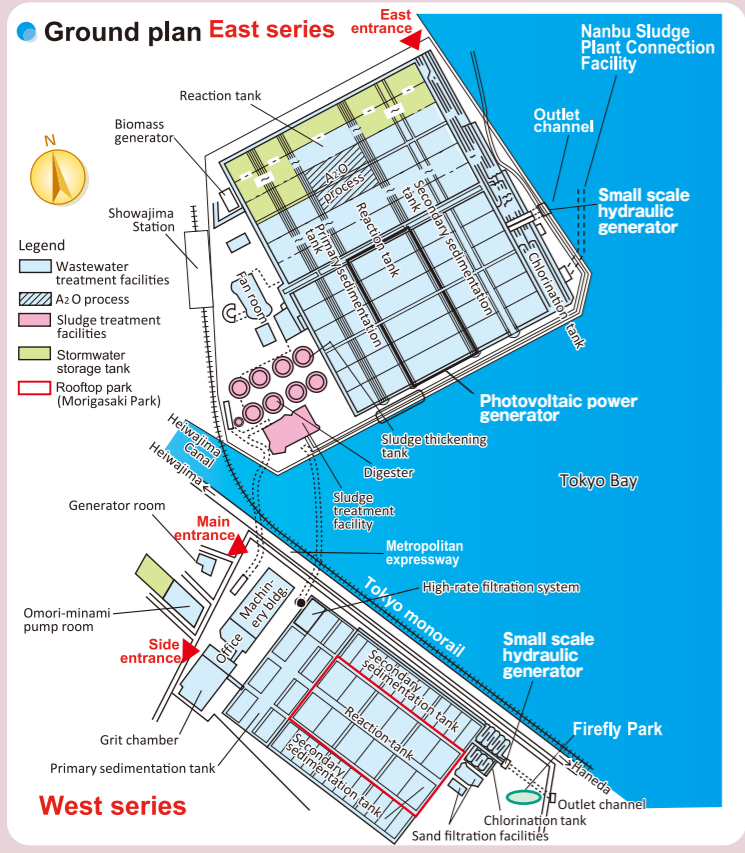 Ground plan
East series
East
entrance
Nanbu Sludge
Plant Connection
Facility
Reaction tank
Biomass
generator
Outlet
channel
N
A2O
process
Showajima
Station
Small scale
hydraulic
generator
Legend
Wastewater
treatment facilities
A2O process
Sludge treatment
facilities
Stormwater
storage tank
Rooftop park
(Morigasaki Park)
Fan room
Primary sedimentation
tank
Reaction tank
Secondary sedimentation
tank
Chlorination tank
Photovoltaic power
generator
Sludge thickening
tank
Digester
Sludge
treatment
facility
Tokyo Bay
Heiwajima
Canal
Heiwajima
Generator room
Main
entrance
Metropolitan
expressway
Tokyo monorail
High-rate filtration system
Machin-
ery bldg.
Omori-minami
pump room
Office
Side
entrance
Small scale
hydraulic
generator
Secondary
sedimentation tank
Reaction tank
Secondary
sedimentation tank
Firefly Park
Grit chamber
Primary sedimentation tank
Haneda
Outlet channel
Chlorination tank
Sand filtration facilities
West series